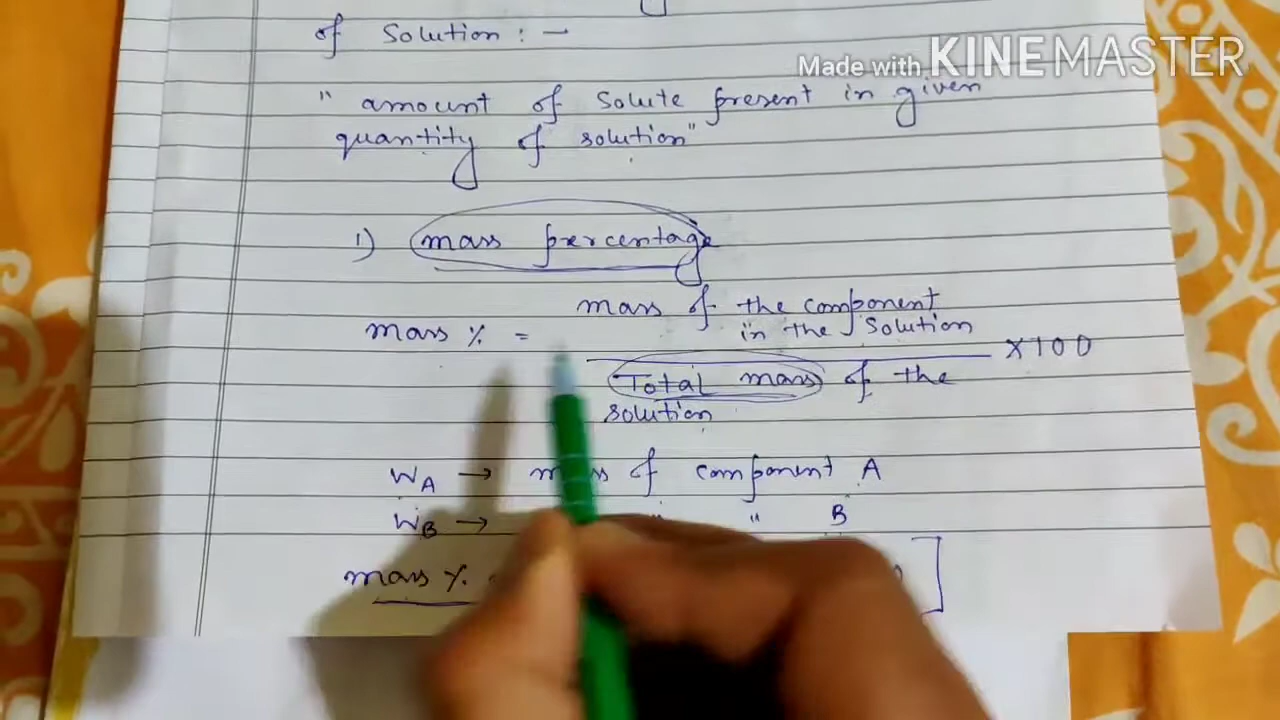 of Solution : —
Made with KINEMASTER
" amount of solute present in given
quantity of solution"
1) mass percentage
mass of the component
in the solution
mass % =
× 100
Total mass of the
solution
WA → mass of component A
WB → " " B
mass %